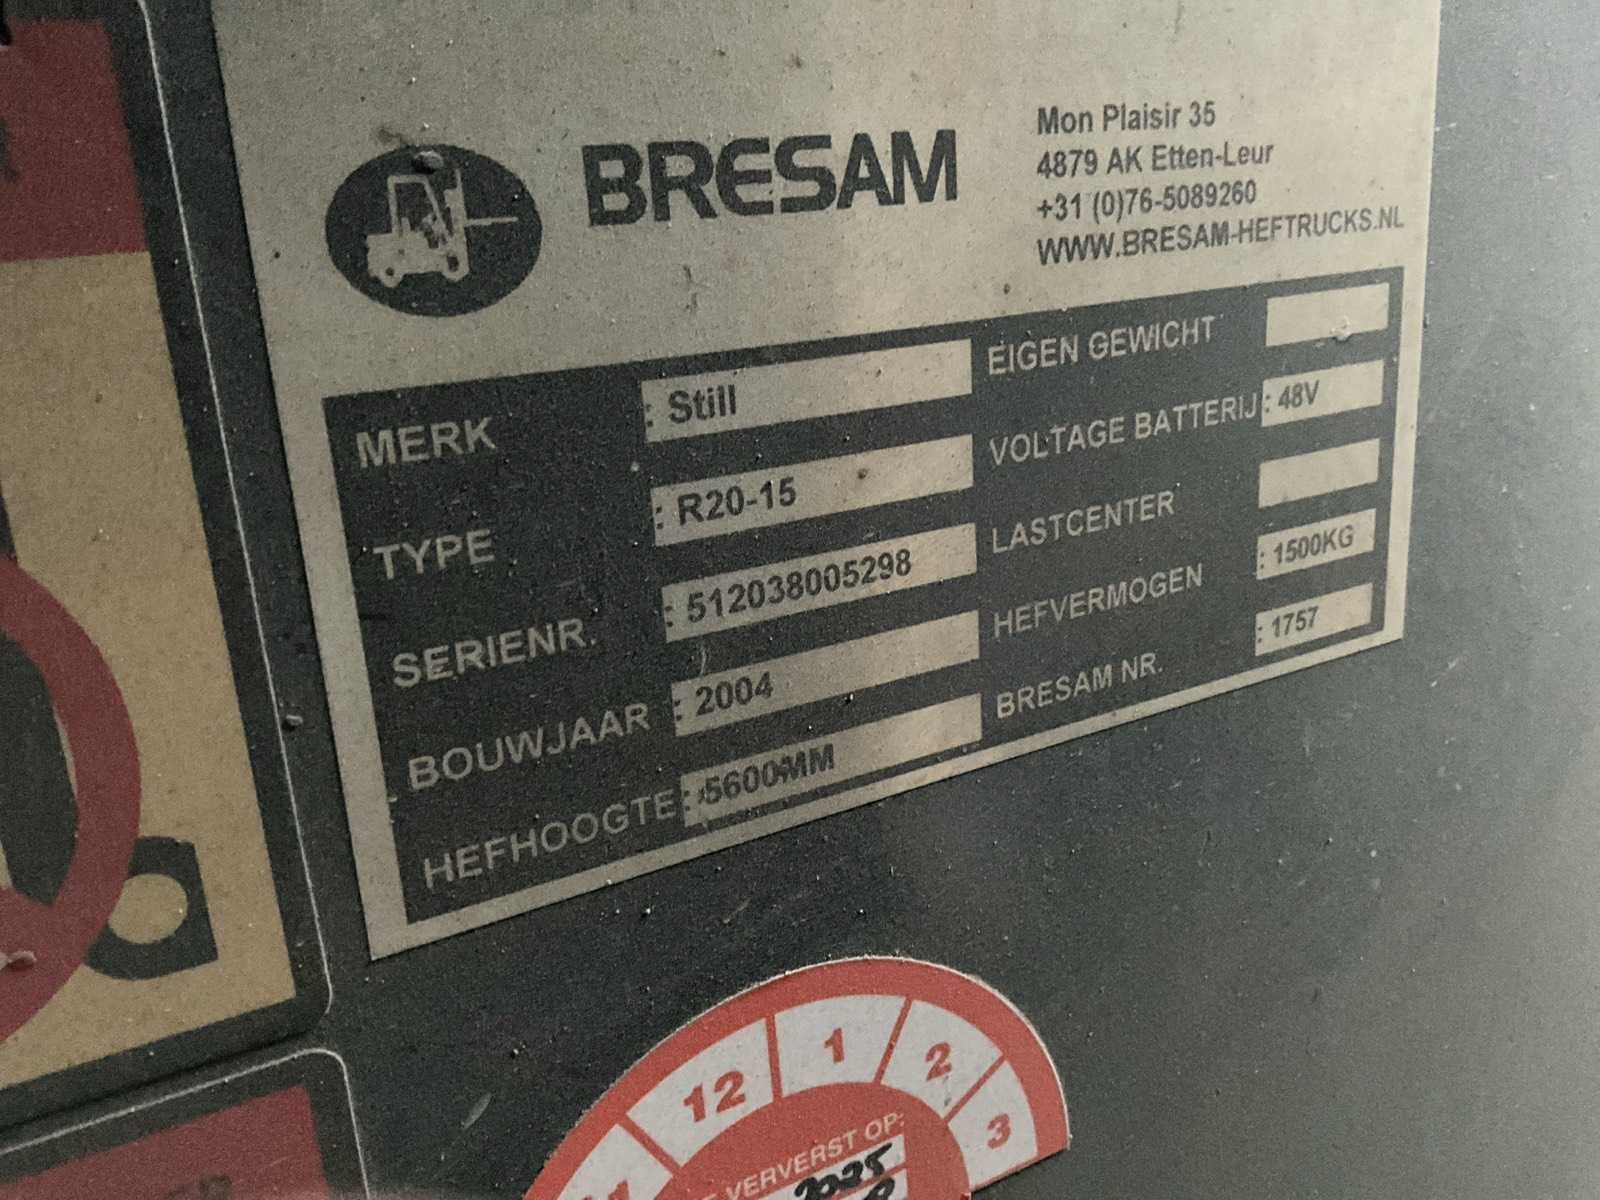 BRESAM
Mon Plaisir 35
4879 AK Etten-Leur
+31 (0)76-5089260
WWW.BRESAM-HEFTRUCKS.NL
MERK : Still
TYPE : R20-15
SERIENR. : 512038005298
BOUWJAAR : 2004
HEFHOOGTE : 5600MM
EIGEN GEWICHT
VOLTAGE BATTERIJ : 48V
LASTCENTER
HEFVERMOGEN : 1500KG
BRESAM NR. : 1757
12 1 2 3
VERVERST OP:
2025